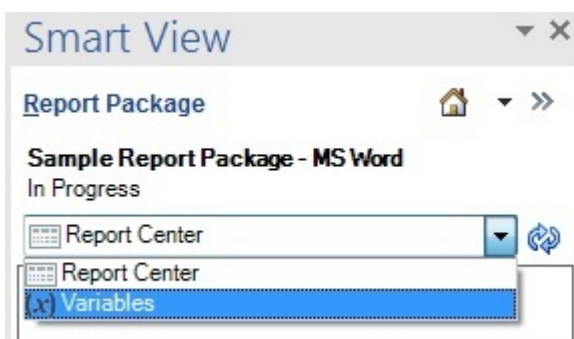 Smart View
Report Package
Sample Report Package - MS Word
In Progress
Report Center
Report Center
(x) Variables